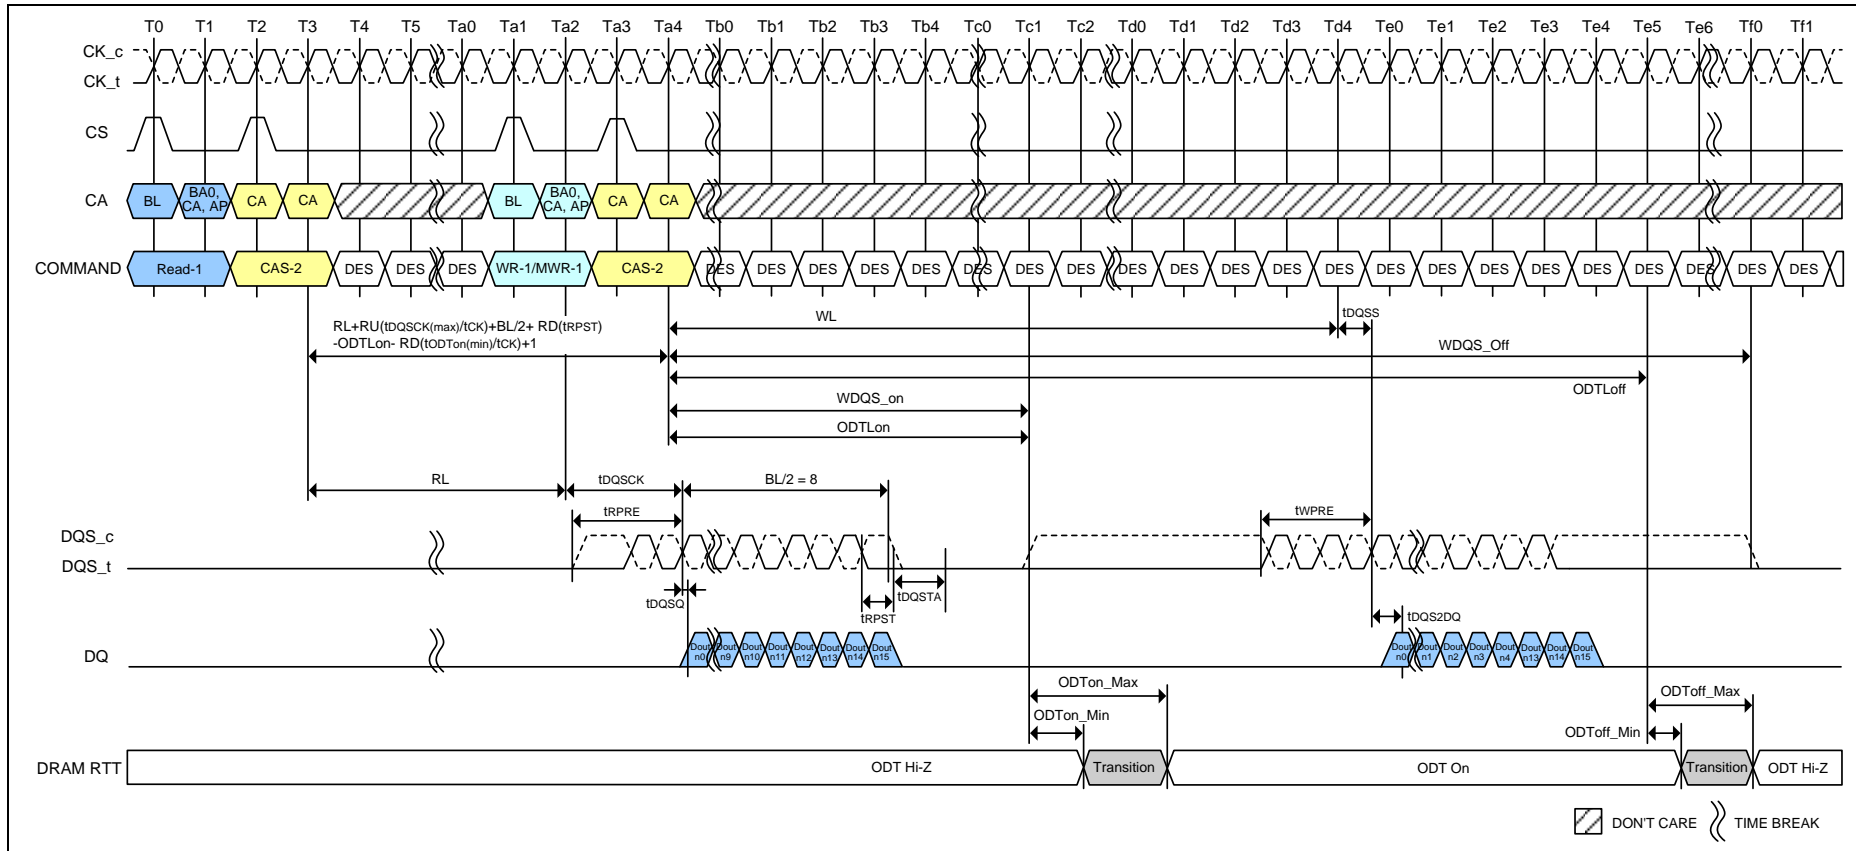 T0 T1 T2 T3 T4 T5 Ta0 Ta1 Ta2 Ta3 Ta4 Tb0 Tb1 Tb2 Tb3 Tb4 Tc0 Tc1 Tc2 Td0 Td1 Td2 Td3 Td4 Te0 Te1 Te2 Te3 Te4 Te5 Te6 Tf0 Tf1
CK_c
CK_t
CS
CA BL BA0, CA, AP CA CA BL BA0, CA, AP CA CA
COMMAND Read-1 CAS-2 DES DES DES WR-1/MWR-1 CAS-2 DES DES DES DES DES DES DES DES DES DES DES DES DES DES DES DES DES DES DES DES DES DES
WL
tDQSS
RL+RU(tDQSCK(max)/tCK)+BL/2+ RD(tRPST)
-ODTLon- RD(tODTon(min)/tCK)+1
WDQS_Off
ODTLoff
WDQS_on
ODTLon
RL
tDQSCK
BL/2 = 8
tRPRE
tWPRE
DQS_c
DQS_t
tDQSQ
tDQSTA
tRPST
tDQS2DQ
DQ
Dout n0 Dout n9 Dout n10 Dout n11 Dout n12 Dout n13 Dout n14 Dout n15
Dout n0 Dout n1 Dout n2 Dout n3 Dout n4 Dout n13 Dout n14 Dout n15
ODTon_Max
ODTon_Min
ODToff_Max
ODToff_Min
DRAM RTT ODT Hi-Z Transition ODT On Transition ODT Hi-Z
DON'T CARE
TIME BREAK